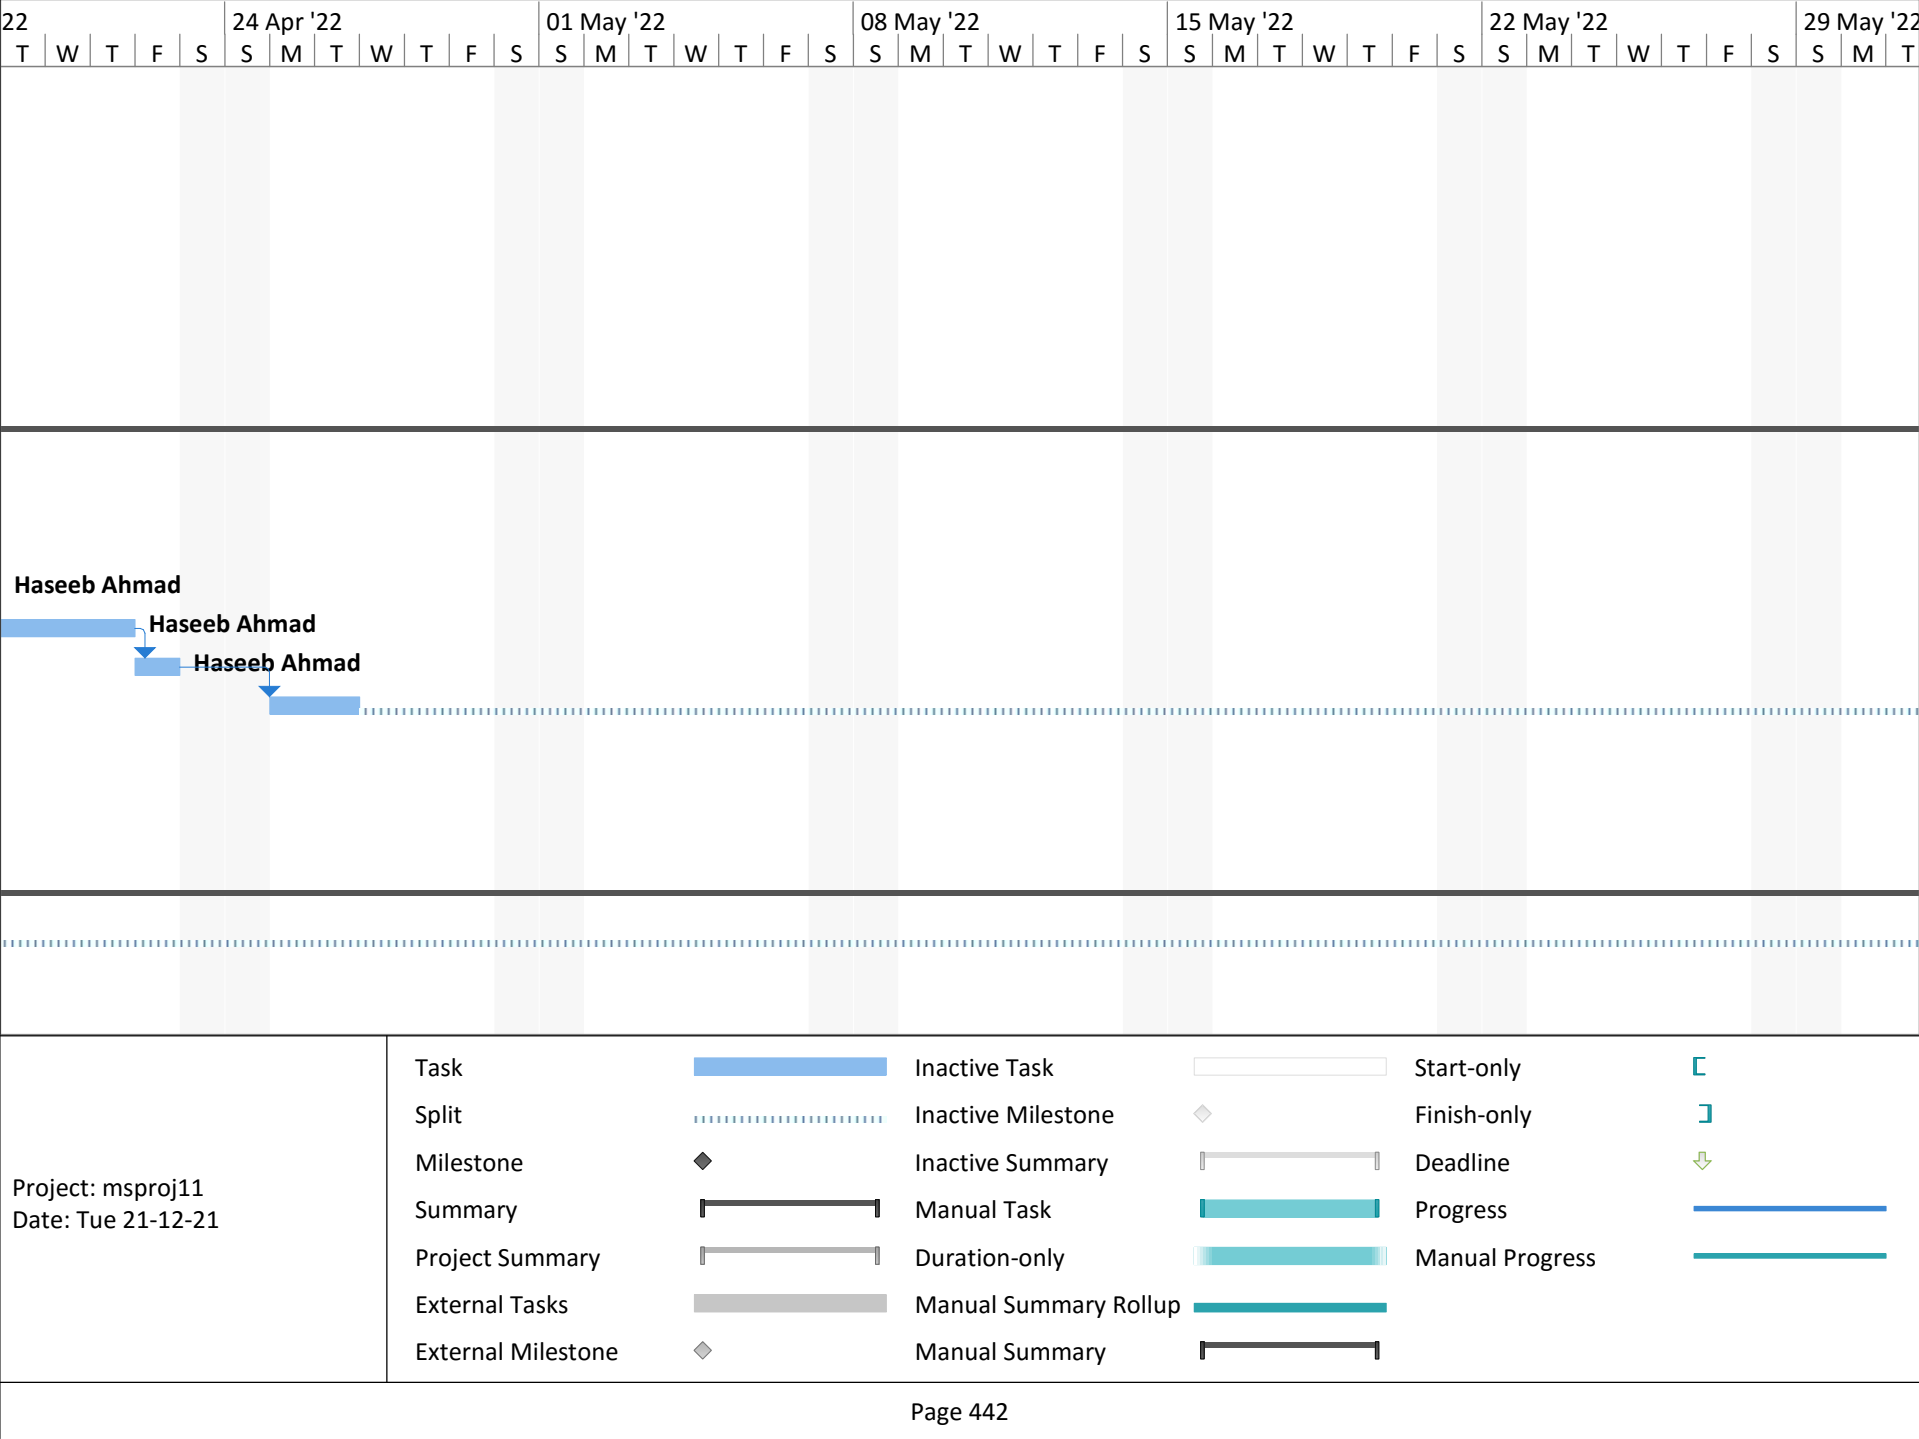 22 24 Apr '22 01 May '22 08 May '22 15 May '22 22 May '22 29 May '22
T W T F S S M T W T F S S M T W T F S S M T W T F S S M T W T F S S M T W T F S S M T
Haseeb Ahmad
Haseeb Ahmad
Haseeb Ahmad
Project: msproj11
Date: Tue 21-12-21
Task
Split
Milestone
Summary
Project Summary
External Tasks
External Milestone
Inactive Task
Inactive Milestone
Inactive Summary
Manual Task
Duration-only
Manual Summary Rollup
Manual Summary
Start-only
Finish-only
Deadline
Progress
Manual Progress
Page 442